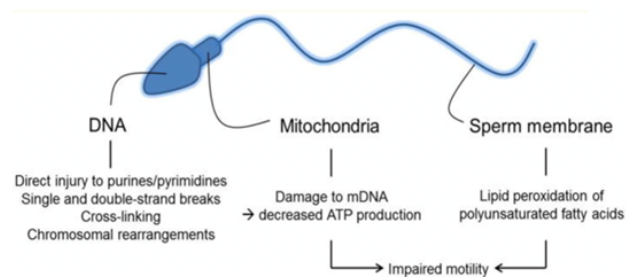 DNA
Mitochondria
Sperm membrane
Direct injury to purines/pyrimidines
Single and double-strand breaks
Cross-linking
Chromosomal rearrangements
Damage to mDNA
→ decreased ATP production
Lipid peroxidation of
polyunsaturated fatty acids
Impaired motility